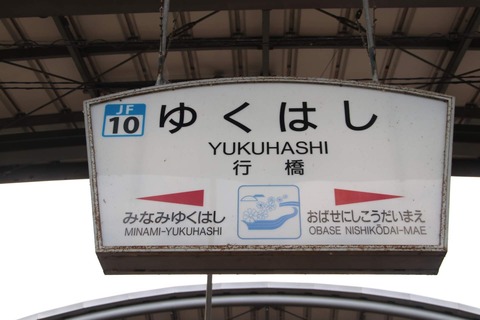 JF
10
ゆくはし
YUKUHASHI
行橋
みなみゆくはし
MINAMI-YUKUHASHI
おばせにしこうだいまえ
OBASE NISHIKŌDAI-MAE